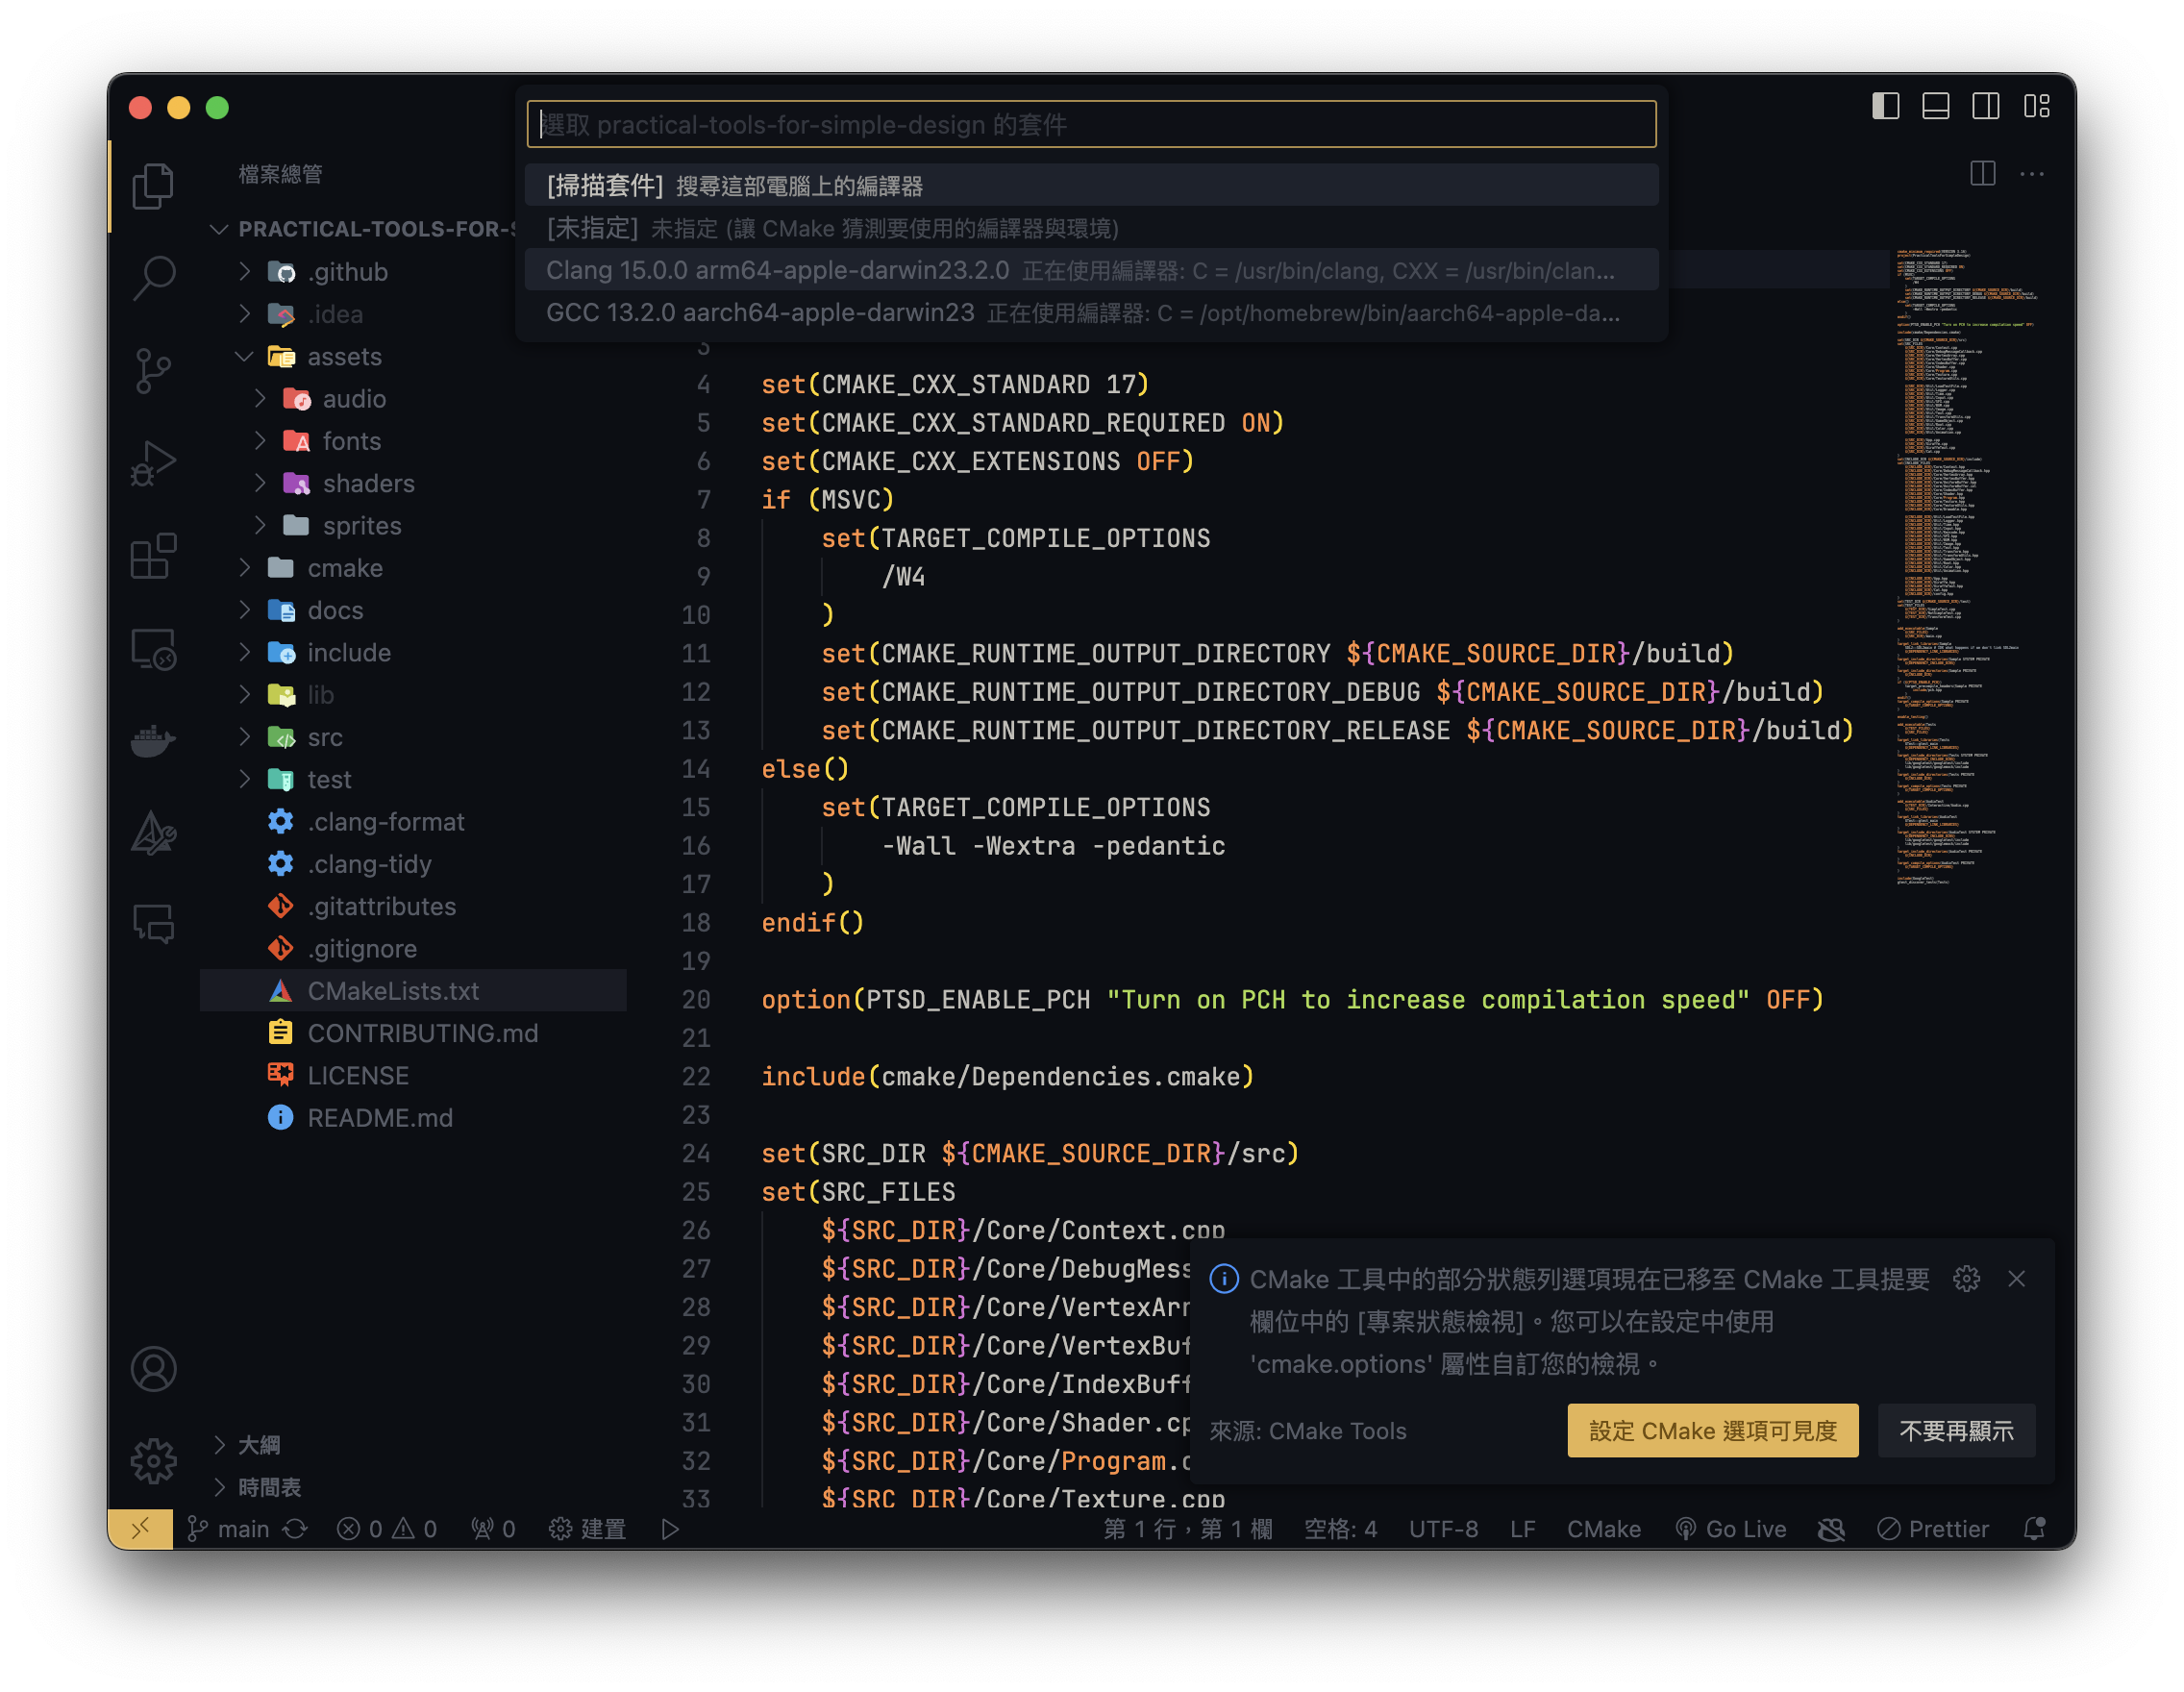 選取 practical-tools-for-simple-design 的套件
[掃描套件] 搜尋這部電腦上的編譯器
[未指定] 未指定 (讓 CMake 猜測要使用的編譯器與環境)
Clang 15.0.0 arm64-apple-darwin23.2.0 正在使用編譯器: C = /usr/bin/clang, CXX = /usr/bin/clan...
GCC 13.2.0 aarch64-apple-darwin23 正在使用編譯器: C = /opt/homebrew/bin/aarch64-apple-da...
檔案總管
PRACTICAL-TOOLS-FOR-S
.github
.idea
assets
audio
fonts
shaders
sprites
cmake
docs
include
lib
src
test
.clang-format
.clang-tidy
.gitattributes
.gitignore
CMakeLists.txt
CONTRIBUTING.md
LICENSE
README.md
大綱
時間表
3
4 set(CMAKE_CXX_STANDARD 17)
5 set(CMAKE_CXX_STANDARD_REQUIRED ON)
6 set(CMAKE_CXX_EXTENSIONS OFF)
7 if (MSVC)
8 set(TARGET_COMPILE_OPTIONS
9 /W4
10 )
11 set(CMAKE_RUNTIME_OUTPUT_DIRECTORY ${CMAKE_SOURCE_DIR}/build)
12 set(CMAKE_RUNTIME_OUTPUT_DIRECTORY_DEBUG ${CMAKE_SOURCE_DIR}/build)
13 set(CMAKE_RUNTIME_OUTPUT_DIRECTORY_RELEASE ${CMAKE_SOURCE_DIR}/build)
14 else()
15 set(TARGET_COMPILE_OPTIONS
16 -Wall -Wextra -pedantic
17 )
18 endif()
19
20 option(PTSD_ENABLE_PCH "Turn on PCH to increase compilation speed" OFF)
21
22 include(cmake/Dependencies.cmake)
23
24 set(SRC_DIR ${CMAKE_SOURCE_DIR}/src)
25 set(SRC_FILES
26 ${SRC_DIR}/Core/Context.cpp
27 ${SRC_DIR}/Core/DebugMess
28 ${SRC_DIR}/Core/VertexArr
29 ${SRC_DIR}/Core/VertexBuf
30 ${SRC_DIR}/Core/IndexBuff
31 ${SRC_DIR}/Core/Shader.cp
32 ${SRC_DIR}/Core/Program.c
33 ${SRC_DIR}/Core/Texture.cpp
CMake 工具中的部分狀態列選項現在已移至 CMake 工具提要
欄位中的 [專案狀態檢視]。您可以在設定中使用
'cmake.options' 屬性自訂您的檢視。
來源: CMake Tools
設定 CMake 選項可見度
不要再顯示
main 0 0 0 建置 第 1 行，第 1 欄 空格: 4 UTF-8 LF CMake Go Live Prettier